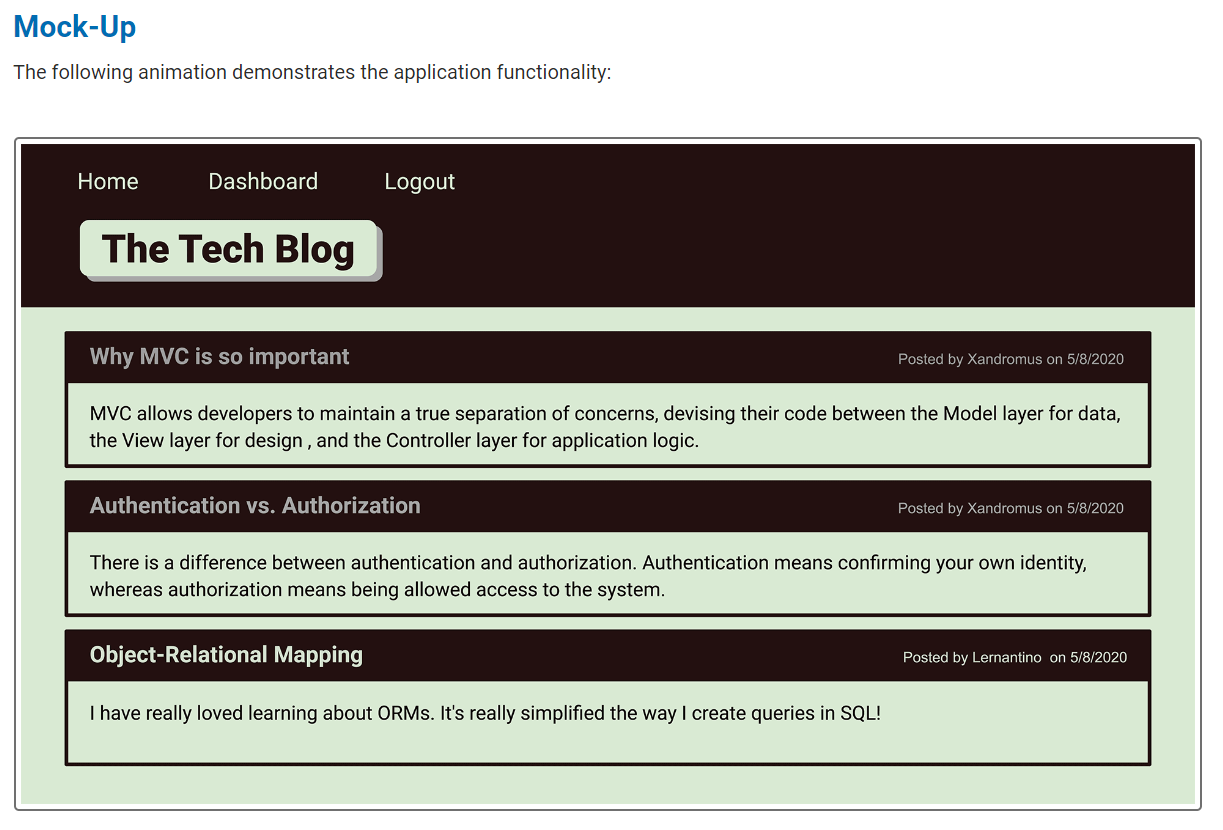 Mock-Up
The following animation demonstrates the application functionality:
Home Dashboard Logout
The Tech Blog
Why MVC is so important Posted by Xandromus on 5/8/2020
MVC allows developers to maintain a true separation of concerns, devising their code between the Model layer for data,
the View layer for design , and the Controller layer for application logic.
Authentication vs. Authorization Posted by Xandromus on 5/8/2020
There is a difference between authentication and authorization. Authentication means confirming your own identity,
whereas authorization means being allowed access to the system.
Object-Relational Mapping Posted by Lernantino  on 5/8/2020
I have really loved learning about ORMs. It's really simplified the way I create queries in SQL!